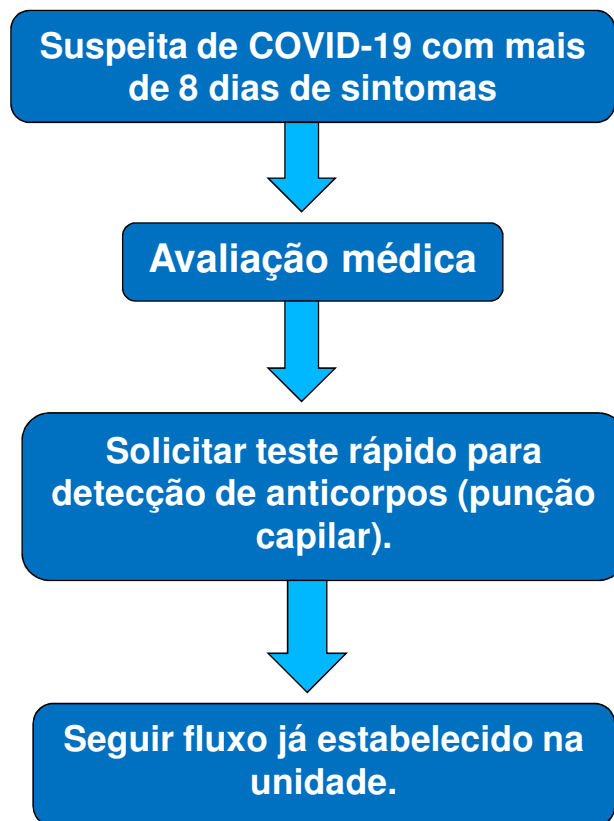 Suspeita de COVID-19 com mais
de 8 dias de sintomas
Avaliação médica
Solicitar teste rápido para
detecção de anticorpos (punção
capilar).
Seguir fluxo já estabelecido na
unidade.